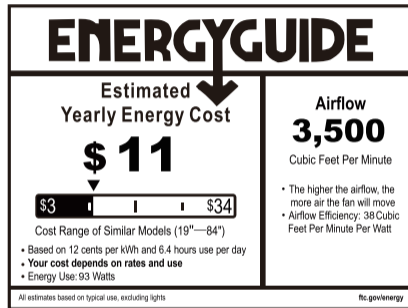 ENERGYGUIDE
Estimated
Yearly Energy Cost
$ 11
$3
$34
Cost Range of Similar Models (19"—84")
• Based on 12 cents per kWh and 6.4 hours use per day
• Your cost depends on rates and use
• Energy Use: 93 Watts
Airflow
3,500
Cubic Feet Per Minute
• The higher the airflow, the
more air the fan will move
• Airflow Efficiency: 38 Cubic
Feet Per Minute Per Watt
All estimates based on typical use, excluding lights
ftc.gov/energy